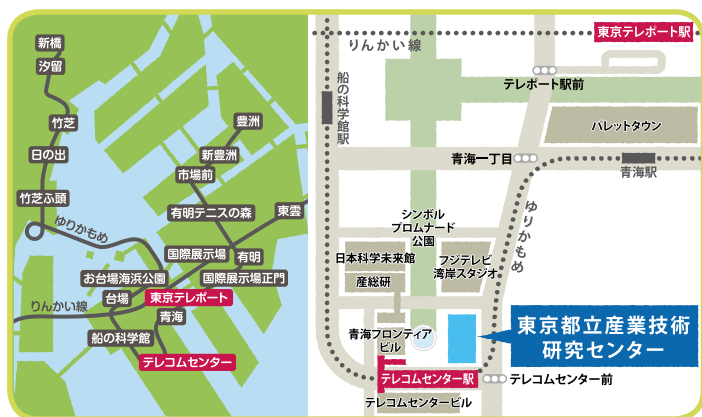 新橋
汐留
竹芝
日の出
竹芝ふ頭
ゆりかもめ
豊洲
新豊洲
市場前
有明テニスの森
東雲
国際展示場
有明
お台場海浜公園
国際展示場正門
台場
東京テレポート
りんかい線
青海
船の科学館
テレコムセンター
東京テレポート駅
りんかい線
船の科学館駅
テレポート駅前
パレットタウン
青海一丁目
青海駅
ゆりかもめ
シンボル
プロムナード
公園
日本科学未来館
産総研
フジテレビ
湾岸スタジオ
青海フロンティア
ビル
東京都立産業技術
研究センター
テレコムセンター駅
テレコムセンター前
テレコムセンタービル